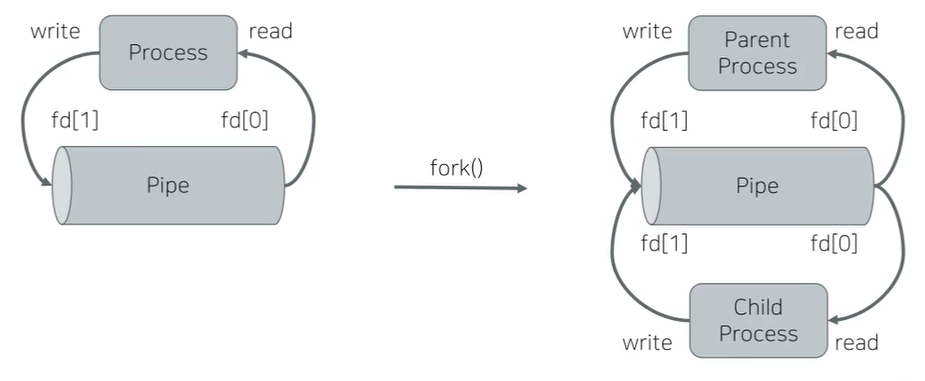 write
read
Process
fd[1]
fd[0]
Pipe
fork()
write
Parent
Process
read
fd[1]
fd[0]
Pipe
fd[1]
fd[0]
Child
Process
write
read